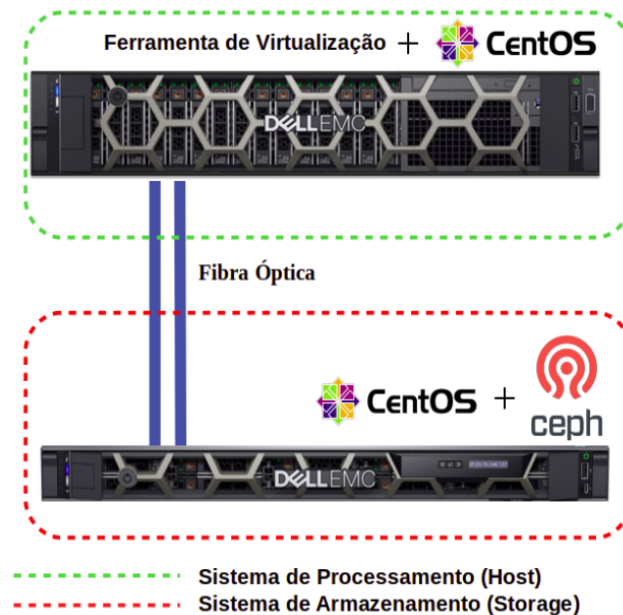 Ferramenta de Virtualização + CentOS
DELLEMC
Fibra Óptica
CentOS + ceph
DELLEMC
Sistema de Processamento (Host)
Sistema de Armazenamento (Storage)